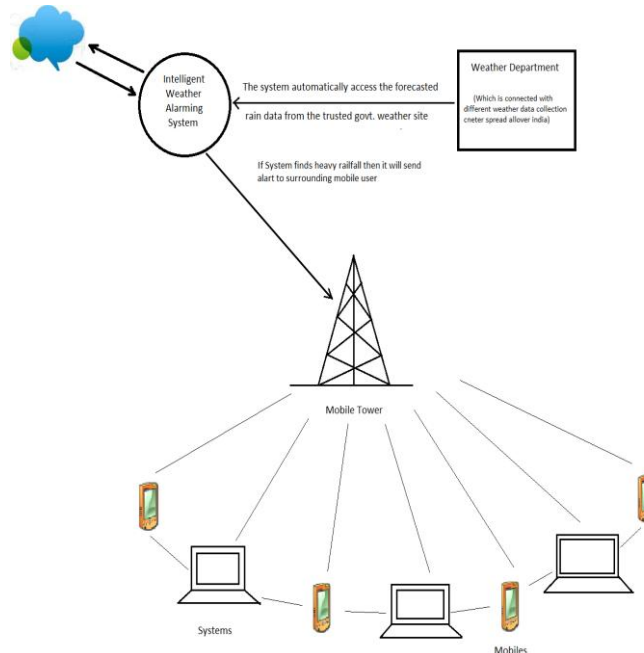 Intelligent
Weather
Alarming
System
The system automatically access the forecasted
rain data from the trusted govt. weather site
Weather Department
(Which is connected with
different weather data collection
cneter spread allover india)
If System finds heavy railfall then it will send
alart to surrounding mobile user
Mobile Tower
Systems
Mobiles